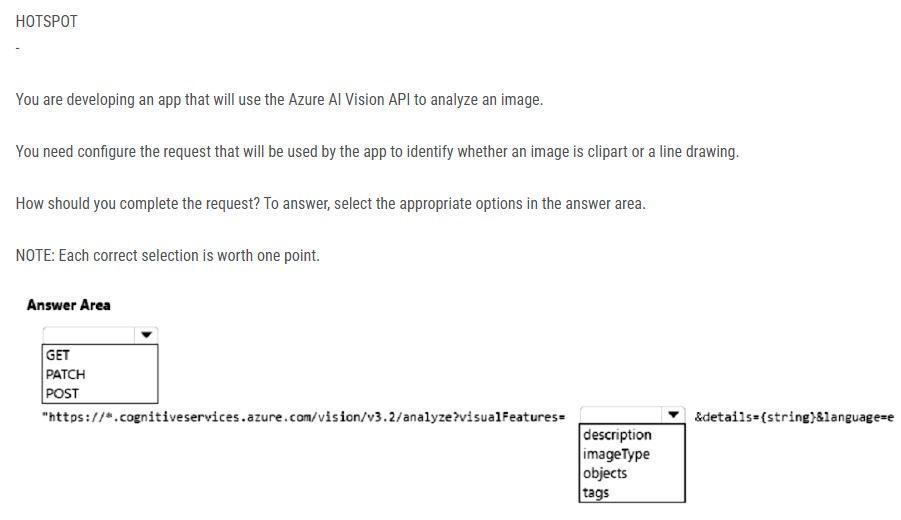 HOTSPOT
-
You are developing an app that will use the Azure AI Vision API to analyze an image.
You need configure the request that will be used by the app to identify whether an image is clipart or a line drawing.
How should you complete the request? To answer, select the appropriate options in the answer area.
NOTE: Each correct selection is worth one point.
Answer Area
GET
PATCH
POST
"https://*.cognitiveservices.azure.com/vision/v3.2/analyze?visualFeatures= &details={string}&language=e
description
imageType
objects
tags